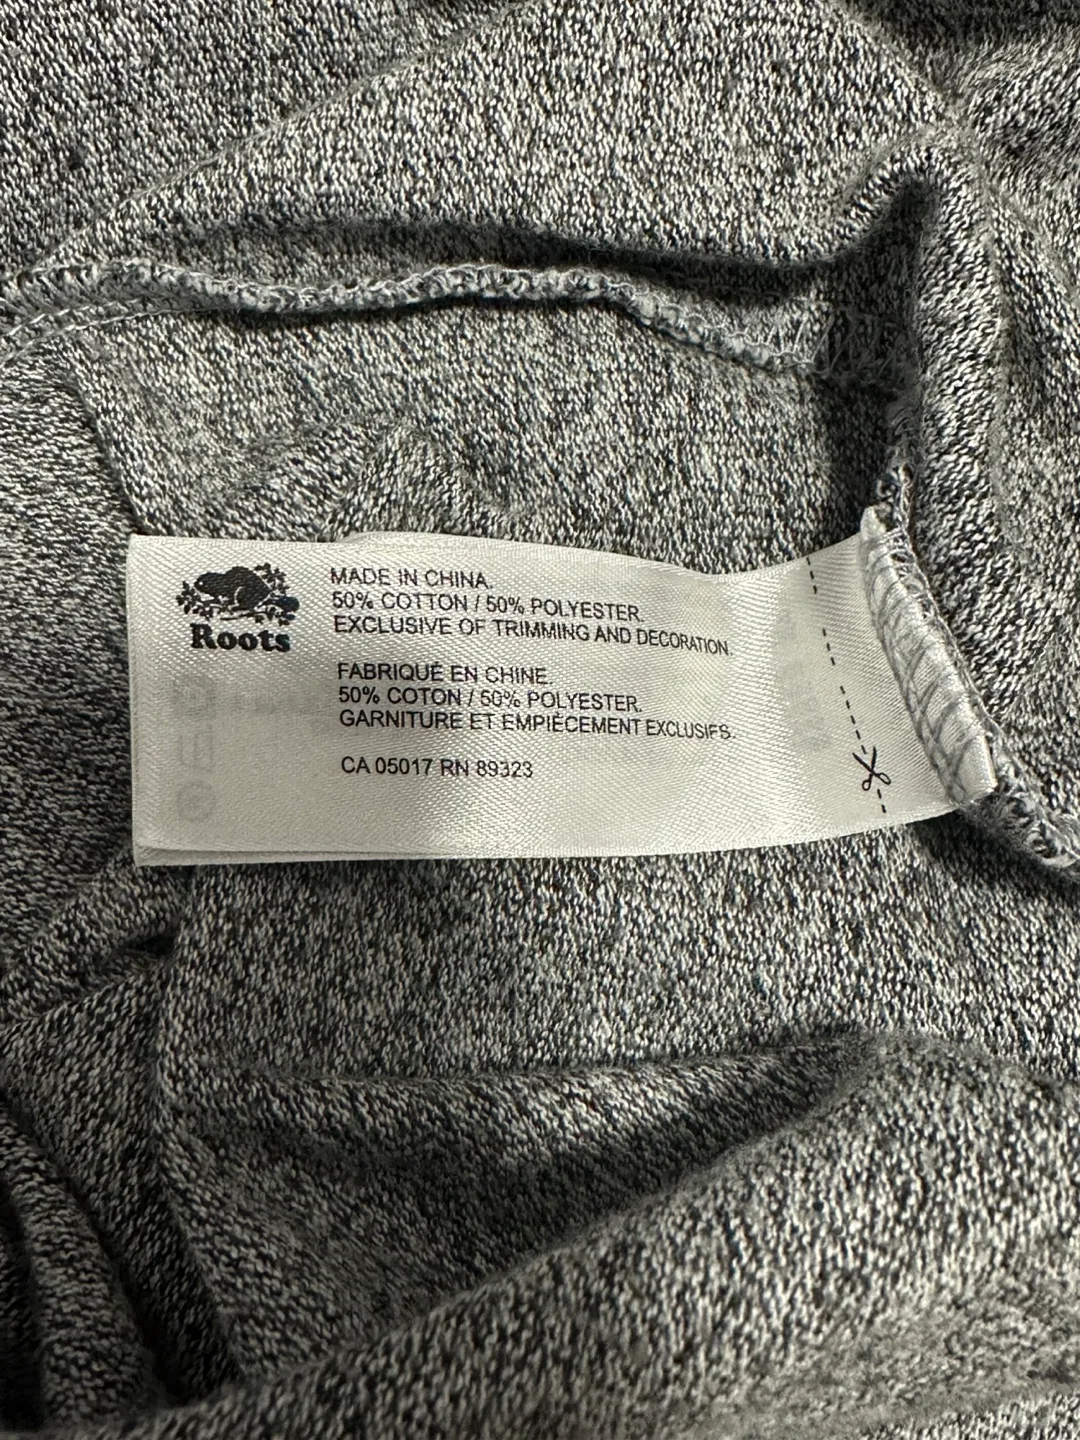 Roots
MADE IN CHINA.
50% COTTON / 50% POLYESTER.
EXCLUSIVE OF TRIMMING AND DECORATION.
FABRIQUÉ EN CHINE.
50% COTON / 50% POLYESTER.
GARNITURE ET EMPIÈCEMENT EXCLUSIFS.
CA 05017 RN 89323